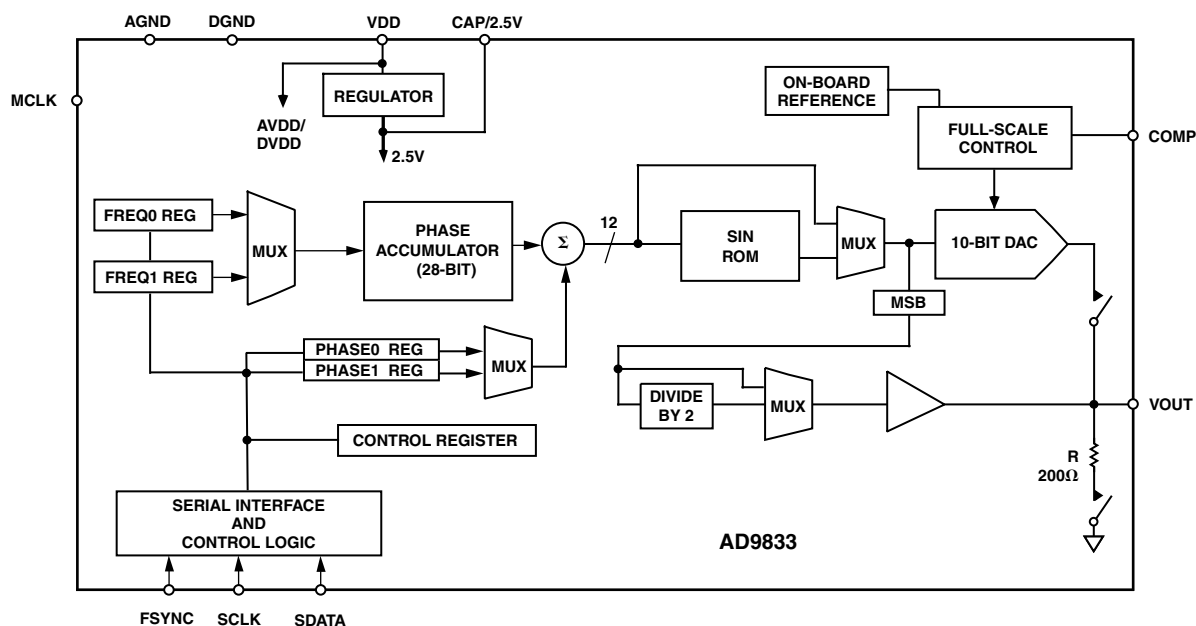 AGND
DGND
VDD
CAP/2.5V
MCLK
REGULATOR
AVDD/
DVDD
2.5V
ON-BOARD
REFERENCE
FULL-SCALE
CONTROL
COMP
FREQ0 REG
FREQ1 REG
MUX
PHASE
ACCUMULATOR
(28-BIT)
Σ
12
SIN
ROM
MUX
10-BIT DAC
MSB
PHASE0 REG
PHASE1 REG
MUX
DIVIDE
BY 2
MUX
VOUT
CONTROL REGISTER
R
200Ω
SERIAL INTERFACE
AND
CONTROL LOGIC
AD9833
FSYNC
SCLK
SDATA